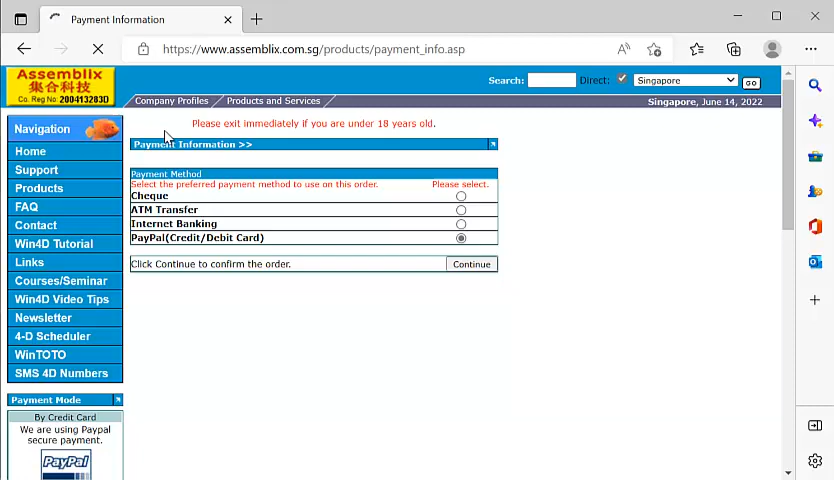 Payment Information
https://www.assemblix.com.sg/products/payment_info.asp
Assemblix
集合科技
Co. Reg No 200413283D
Search:
Direct:
Singapore
Company Profiles
Products and Services
Singapore, June 14, 2022
Please exit immediately if you are under 18 years old.
Navigation
Home
Support
Products
FAQ
Contact
Win4D Tutorial
Links
Courses/Seminar
Win4D Video Tips
Newsletter
4-D Scheduler
WinTOTO
SMS 4D Numbers
Payment Information >>
Payment Method
Select the preferred payment method to use on this order. Please select.
Cheque
ATM Transfer
Internet Banking
PayPal(Credit/Debit Card)
Click Continue to confirm the order. Continue
Payment Mode
By Credit Card
We are using Paypal
secure payment.
PayPal